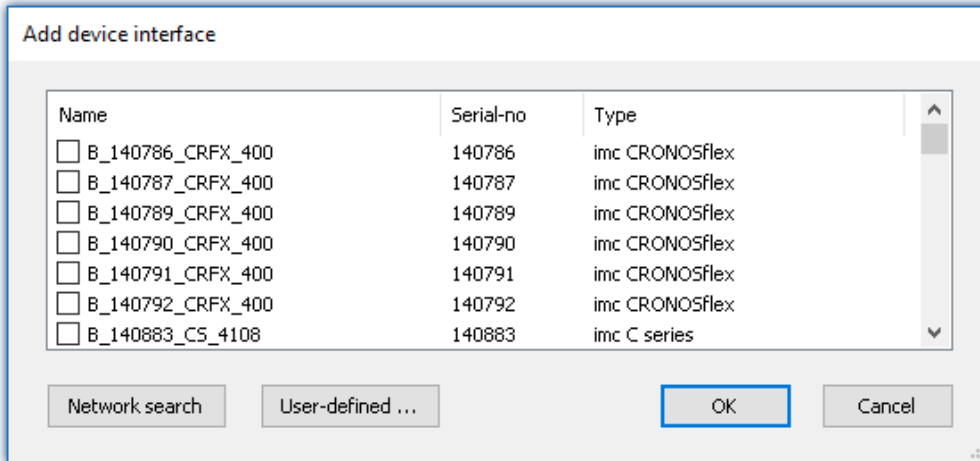 Add device interface
Name Serial-no Type
B_140786_CRFX_400 140786 imc CRONOSflex
B_140787_CRFX_400 140787 imc CRONOSflex
B_140789_CRFX_400 140789 imc CRONOSflex
B_140790_CRFX_400 140790 imc CRONOSflex
B_140791_CRFX_400 140791 imc CRONOSflex
B_140792_CRFX_400 140792 imc CRONOSflex
B_140883_CS_4108 140883 imc C series
Network search User-defined ... OK Cancel